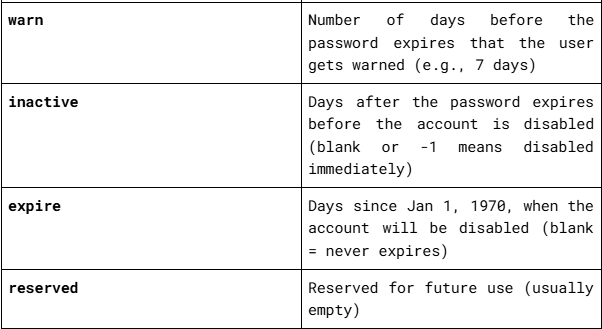 warn
Number of days before the
password expires that the user
gets warned (e.g., 7 days)
inactive
Days after the password expires
before the account is disabled
(blank or -1 means disabled
immediately)
expire
Days since Jan 1, 1970, when the
account will be disabled (blank
= never expires)
reserved
Reserved for future use (usually
empty)